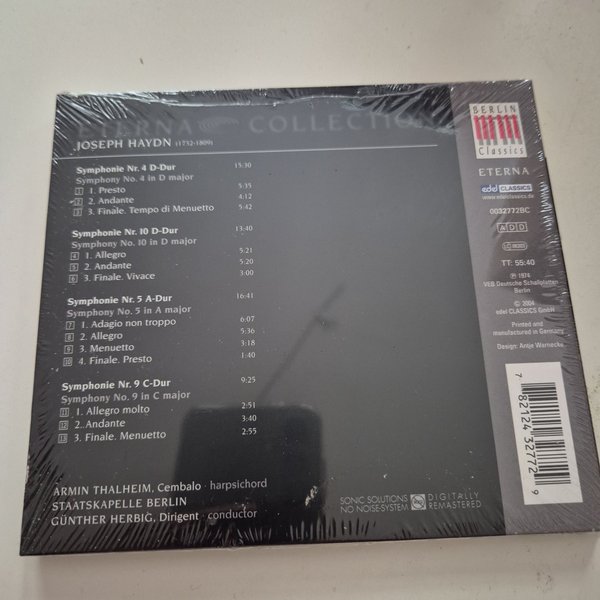 ETERNA COLLECTION
JOSEPH HAYDN (1732-1809)
Symphonie Nr. 4 D-Dur 15:30
Symphony No. 4 in D major
1 1. Presto 5:35
2 2. Andante 4:12
3 3. Finale. Tempo di Menuetto 5:42
Symphonie Nr. 10 D-Dur 13:40
Symphony No. 10 in D major
4 1. Allegro 5:21
5 2. Andante 5:20
6 3. Finale. Vivace 3:00
Symphonie Nr. 5 A-Dur 16:41
Symphony No. 5 in A major
7 1. Adagio non troppo 6:07
8 2. Allegro 5:36
9 3. Menuetto 3:18
10 4. Finale. Presto 1:40
Symphonie Nr. 9 C-Dur 9:25
Symphony No. 9 in C major
11 1. Allegro molto 2:51
12 2. Andante 3:40
13 3. Finale. Menuetto 2:55
ARMIN THALHEIM, Cembalo · harpsichord
STAATSKAPELLE BERLIN
GÜNTHER HERBIG, Dirigent · conductor
SONIC SOLUTIONS
NO NOISE-SYSTEM
DIGITALLY
REMASTERED
BERLIN
Classics
ETERNA
edel CLASSICS
www.edelclassics.de
0032772BC
ADD
TT: 55:40
℗ 1974
VEB Deutsche Schallplatten
Berlin
© 2004
edel CLASSICS GmbH
Printed and
manufactured in Germany
Design: Antje Warnecke
7 82124 32772 9